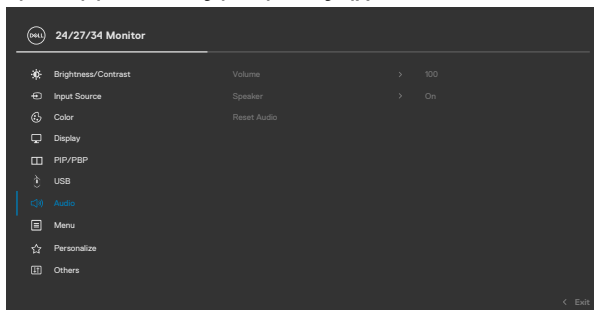 DELL 24/27/34 Monitor
Brightness/Contrast Volume > 100
Input Source Speaker > On
Color Reset Audio
Display
PIP/PBP
USB
Audio
Menu
Personalize
Others
< Exit